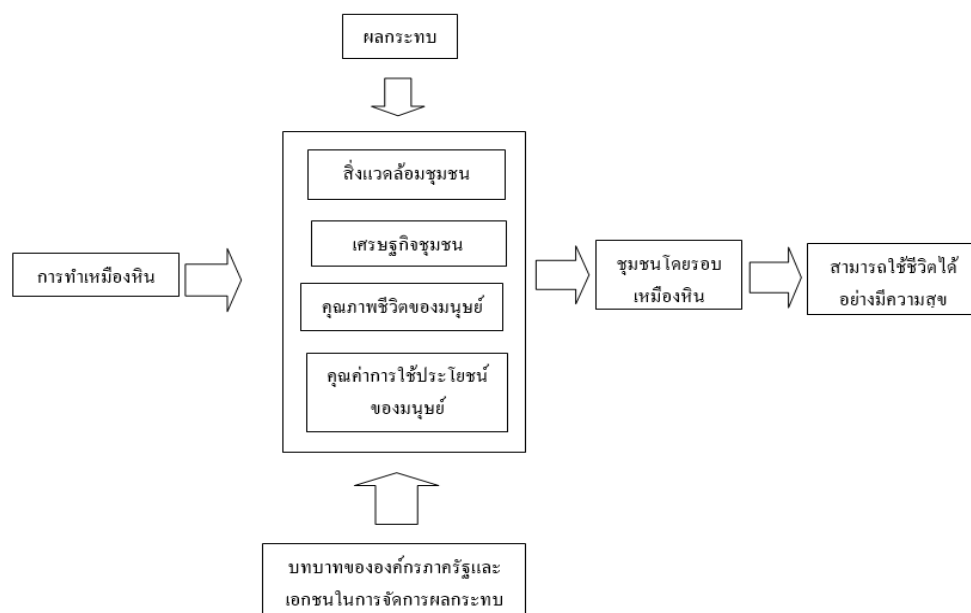 ผลกระทบ
สิ่งแวดล้อมชุมชน
เศรษฐกิจชุมชน
การทำเหมืองหิน
คุณภาพชีวิตของมนุษย์
คุณค่าการใช้ประโยชน์
ของมนุษย์
ชุมชนโดยรอบ
เหมืองหิน
สามารถใช้ชีวิตได้
อย่างมีความสุข
บทบาทขององค์กรภาครัฐและ
เอกชนในการจัดการผลกระทบ